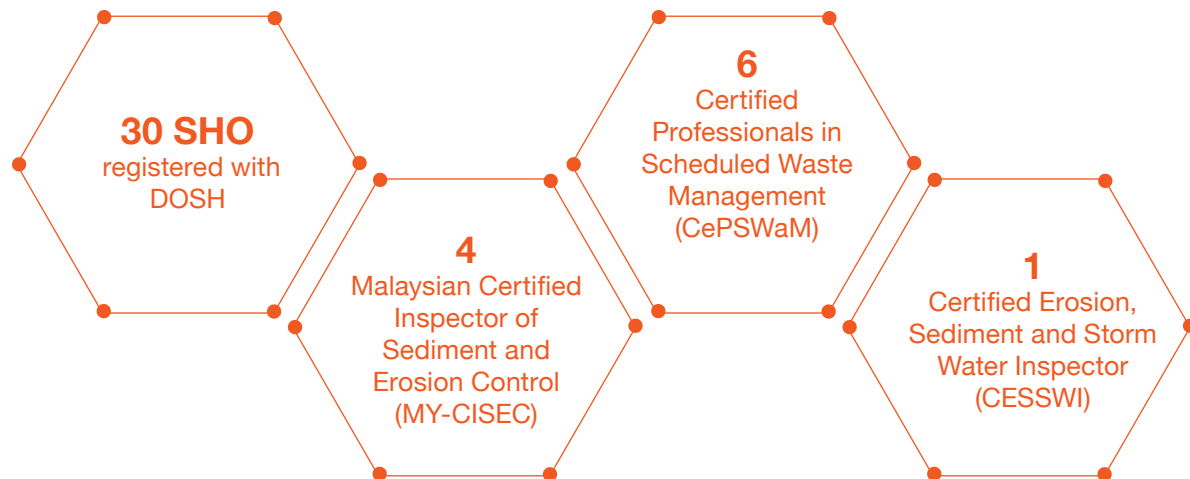 30 SHO
registered with
DOSH
4
Malaysian Certified
Inspector of
Sediment and
Erosion Control
(MY-CISEC)
6
Certified
Professionals in
Scheduled Waste
Management
(CePSWaM)
1
Certified Erosion,
Sediment and Storm
Water Inspector
(CESSWI)